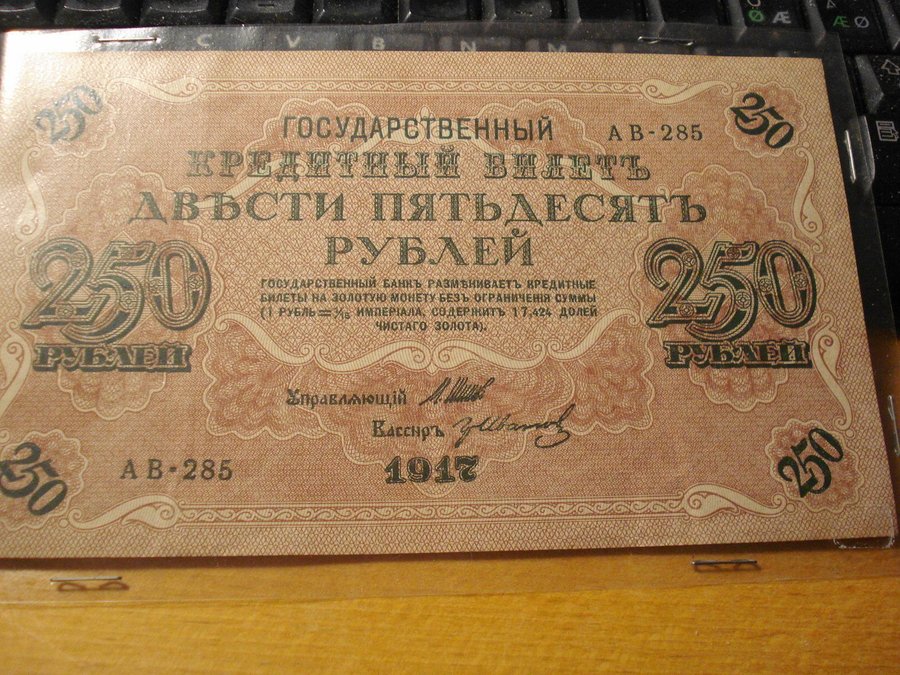 C V B N M
Ø Æ Æ Ø
250 250
ГОСУДАРСТВЕННЫЙ АВ-285
КРЕДИТНЫЙ БИЛЕТЪ
ДВѢСТИ ПЯТЬДЕСЯТЪ
РУБЛЕЙ
250 250
РУБЛЕЙ РУБЛЕЙ
ГОСУДАРСТВЕННЫЙ БАНКЪ РАЗМѢНИВАЕТЪ КРЕДИТНЫЕ
БИЛЕТЫ НА ЗОЛОТУЮ МОНЕТУ БЕЗЪ ОГРАНИЧЕНІЯ СУММЫ
(1 РУБЛЬ=1/15 ИМПЕРІАЛА, СОДЕРЖИТЪ 17,424 ДОЛЕЙ
ЧИСТАГО ЗОЛОТА).
Управляющій
Кассиръ
АВ-285 1917
250 250